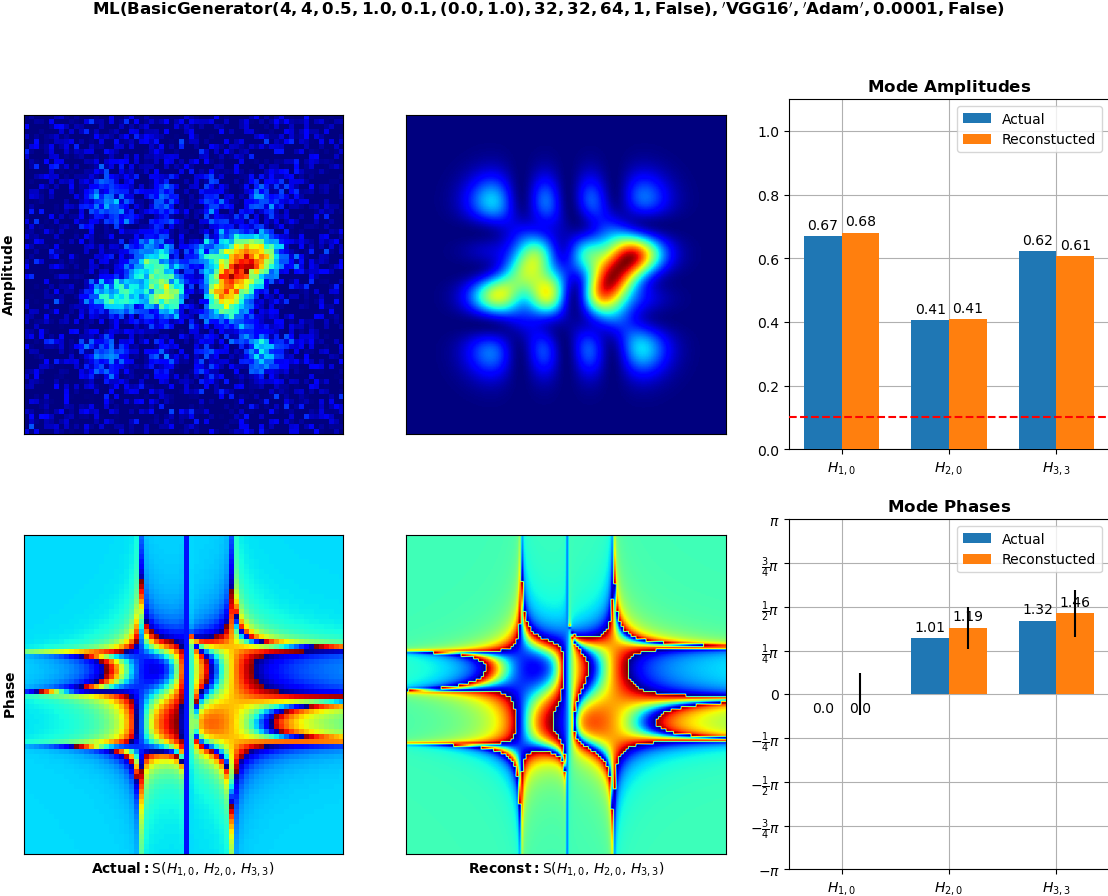 ML(BasicGenerator(4, 4, 0.5, 1.0, 0.1, (0.0, 1.0), 32, 32, 64, 1, False), ′VGG16′, ′Adam′, 0.0001, False)
Amplitude
Mode Amplitudes
Actual
Reconstucted
1.0
0.8
0.6
0.4
0.2
0.0
0.67 0.68
0.41 0.41
0.62 0.61
H1,0 H2,0 H3,3
Phase
Actual: S(H1,0, H2,0, H3,3)
Reconst: S(H1,0, H2,0, H3,3)
Mode Phases
Actual
Reconstucted
π
3/4π
1/2π
1/4π
0
−1/4π
−1/2π
−3/4π
−π
0.0 0.0
1.01 1.19
1.32 1.46
H1,0 H2,0 H3,3